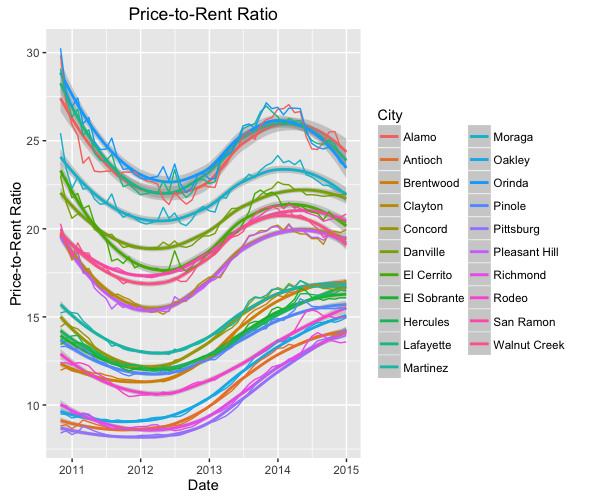 Price-to-Rent Ratio
Price-to-Rent Ratio
30
25
20
15
10
2011
2012
2013
2014
2015
Date
City
Alamo
Antioch
Brentwood
Clayton
Concord
Danville
El Cerrito
El Sobrante
Hercules
Lafayette
Martinez
Moraga
Oakley
Orinda
Pinole
Pittsburg
Pleasant Hill
Richmond
Rodeo
San Ramon
Walnut Creek